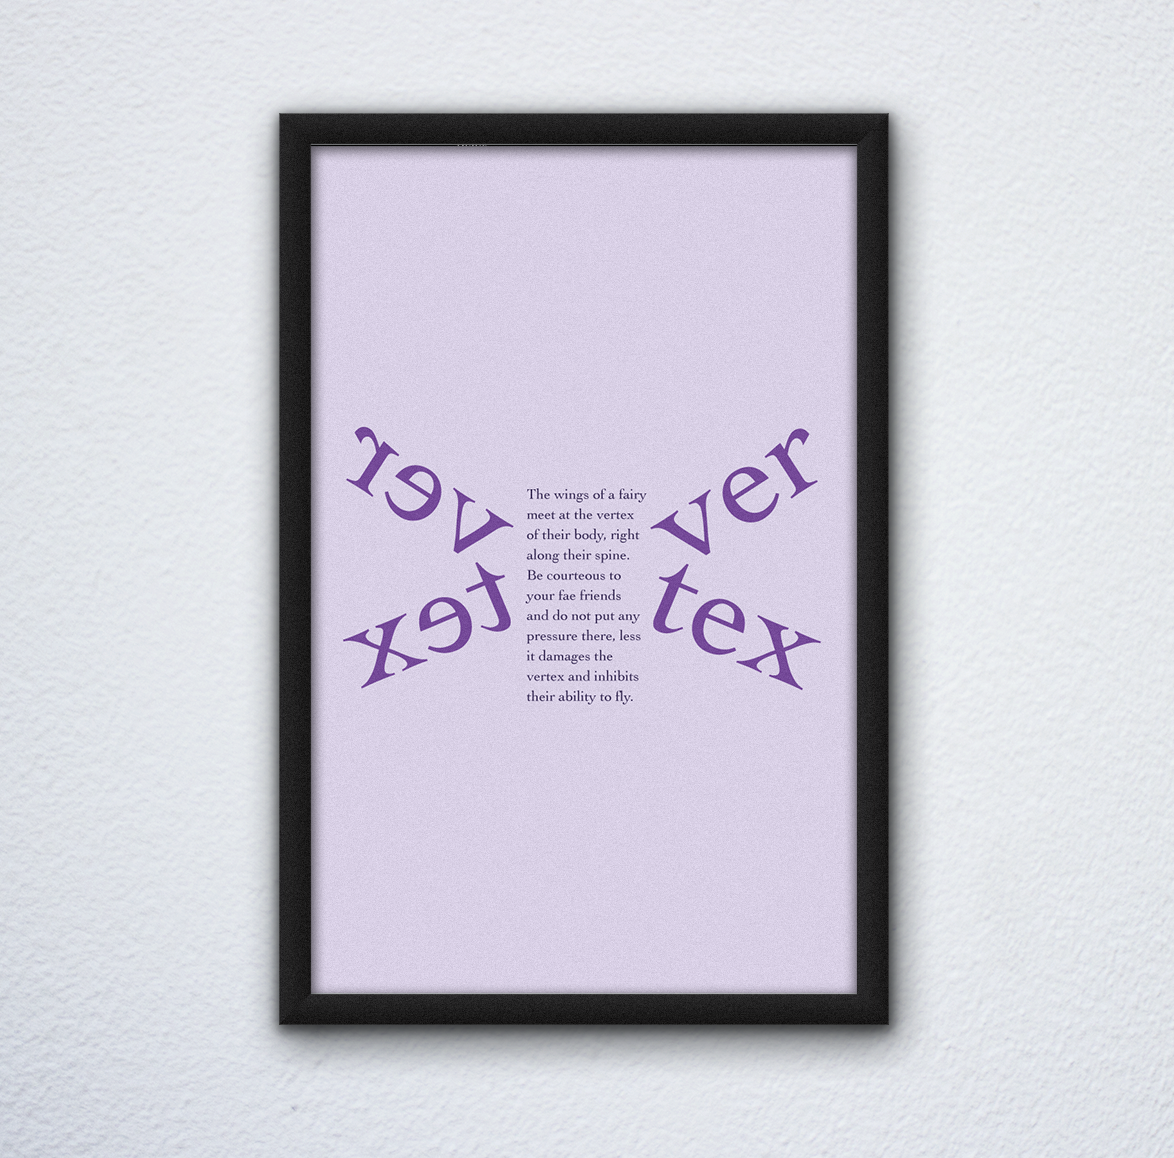 ver
tex
The wings of a fairy
meet at the vertex
of their body, right
along their spine.
Be courteous to
your fae friends
and do not put any
pressure there, less
it damages the
vertex and inhibits
their ability to fly.
ver
tex